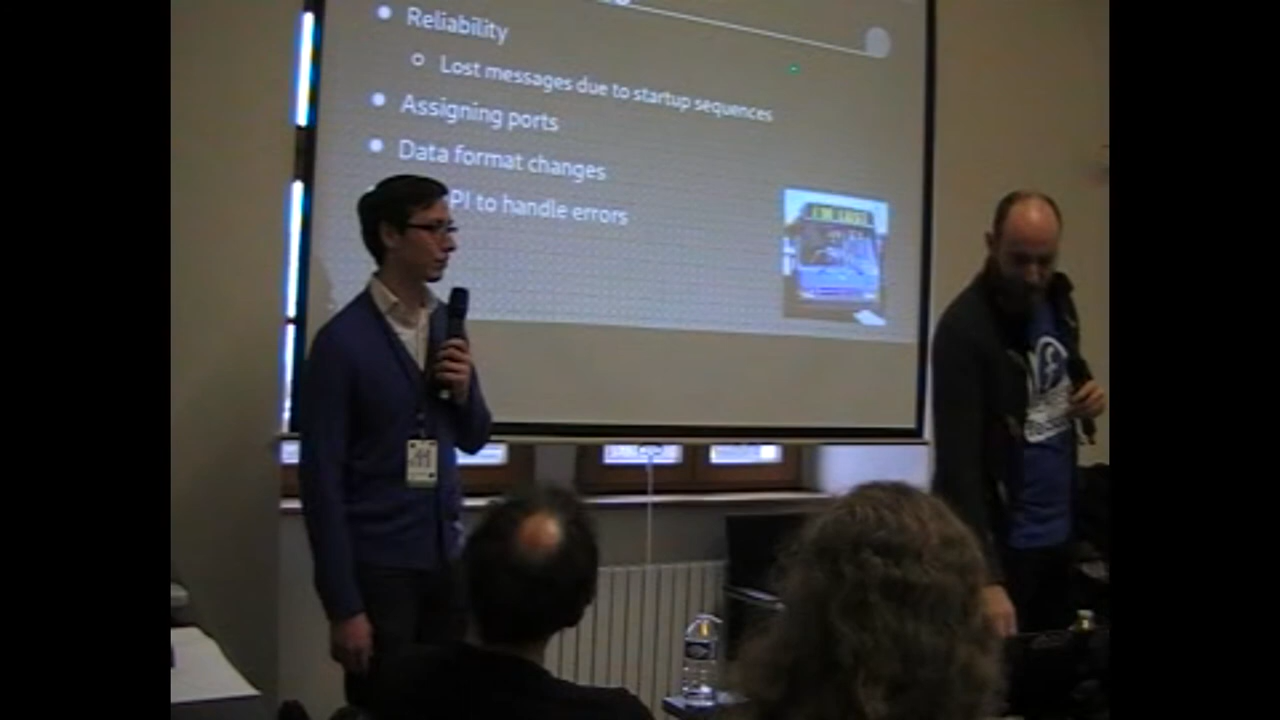 Reliability
Lost messages due to startup sequences
Assigning ports
Data format changes
PI to handle errors